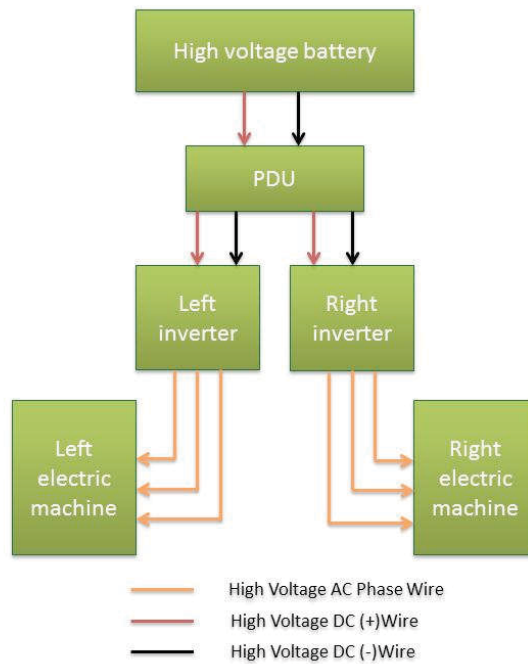 High voltage battery
PDU
Left
inverter
Right
inverter
Left
electric
machine
Right
electric
machine
High Voltage AC Phase Wire
High Voltage DC (+)Wire
High Voltage DC (-)Wire